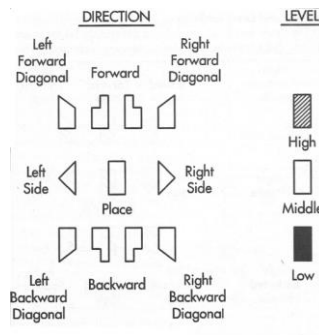 DIRECTION
LEVEL
Left
Forward
Diagonal
Forward
Right
Forward
Diagonal
High
Left
Side
Place
Right
Side
Middle
Left
Backward
Diagonal
Backward
Right
Backward
Diagonal
Low